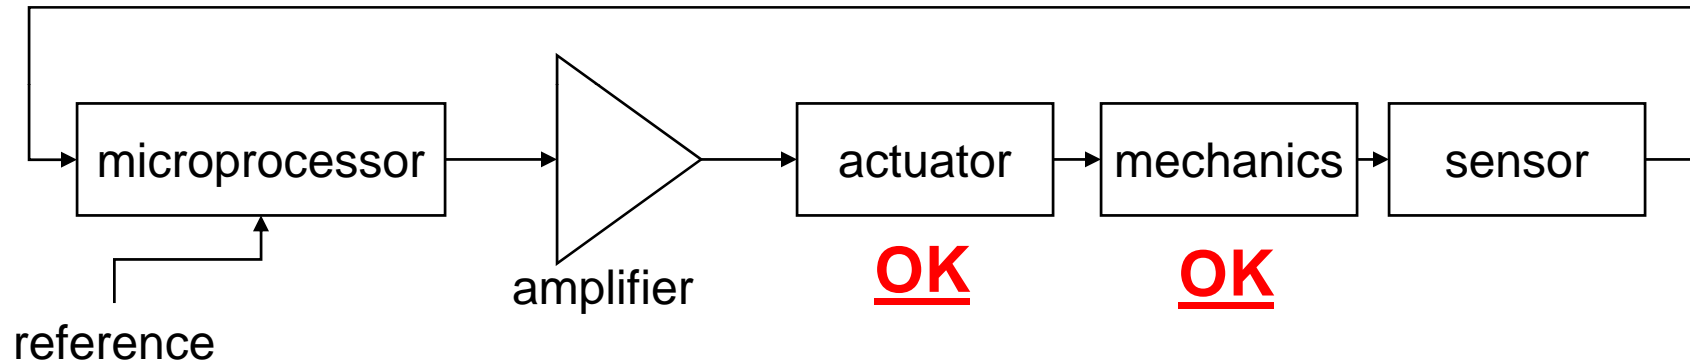 microprocessor
amplifier
actuator
mechanics
sensor
OK
OK
reference